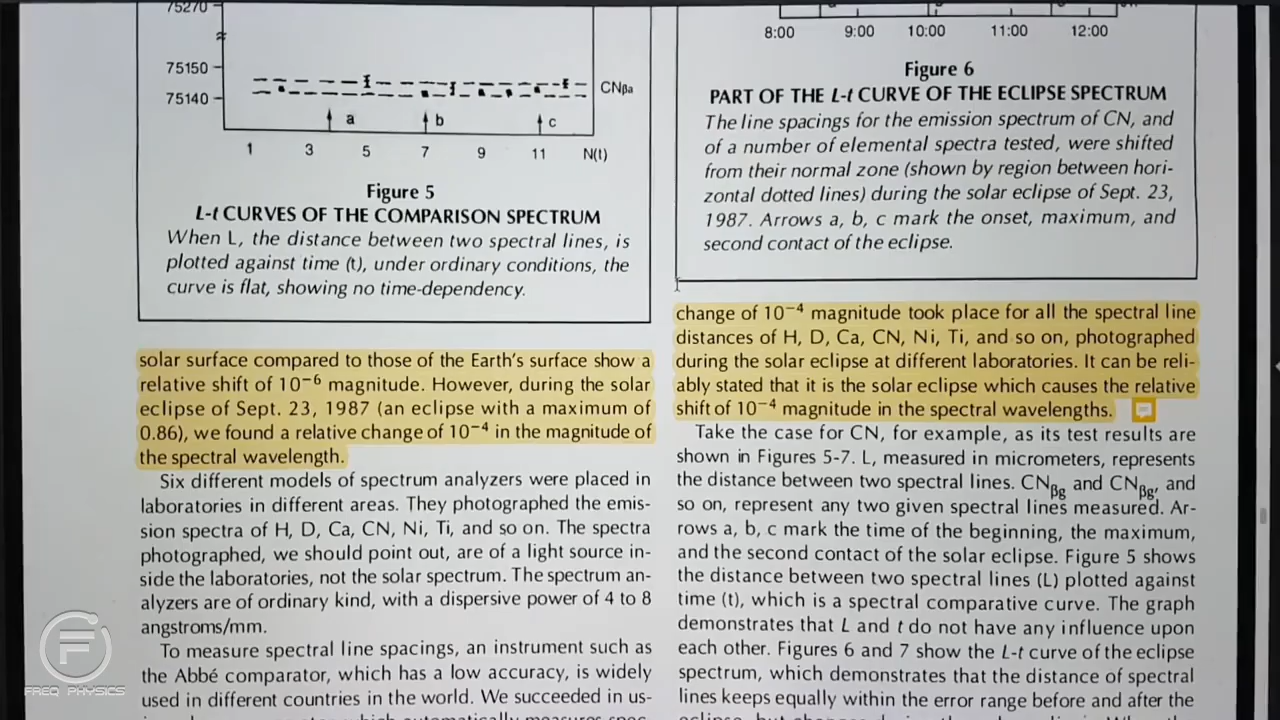 75270
75150
75140
CNβa
a
b
c
1 3 5 7 9 11 N(t)
Figure 5
L-t CURVES OF THE COMPARISON SPECTRUM
When L, the distance between two spectral lines, is
plotted against time (t), under ordinary conditions, the
curve is flat, showing no time-dependency.
solar surface compared to those of the Earth's surface show a
relative shift of 10⁻⁶ magnitude. However, during the solar
eclipse of Sept. 23, 1987 (an eclipse with a maximum of
0.86), we found a relative change of 10⁻⁴ in the magnitude of
the spectral wavelength.
Six different models of spectrum analyzers were placed in
laboratories in different areas. They photographed the emis-
sion spectra of H, D, Ca, CN, Ni, Ti, and so on. The spectra
photographed, we should point out, are of a light source in-
side the laboratories, not the solar spectrum. The spectrum an-
alyzers are of ordinary kind, with a dispersive power of 4 to 8
angstroms/mm.
To measure spectral line spacings, an instrument such as
the Abbé comparator, which has a low accuracy, is widely
used in different countries in the world. We succeeded in us-
8:00 9:00 10:00 11:00 12:00
Figure 6
PART OF THE L-t CURVE OF THE ECLIPSE SPECTRUM
The line spacings for the emission spectrum of CN, and
of a number of elemental spectra tested, were shifted
from their normal zone (shown by region between hori-
zontal dotted lines) during the solar eclipse of Sept. 23,
1987. Arrows a, b, c mark the onset, maximum, and
second contact of the eclipse.
change of 10⁻⁴ magnitude took place for all the spectral line
distances of H, D, Ca, CN, Ni, Ti, and so on, photographed
during the solar eclipse at different laboratories. It can be reli-
ably stated that it is the solar eclipse which causes the relative
shift of 10⁻⁴ magnitude in the spectral wavelengths.
Take the case for CN, for example, as its test results are
shown in Figures 5-7. L, measured in micrometers, represents
the distance between two spectral lines. CNβg and CNβg', and
so on, represent any two given spectral lines measured. Ar-
rows a, b, c mark the time of the beginning, the maximum,
and the second contact of the solar eclipse. Figure 5 shows
the distance between two spectral lines (L) plotted against
time (t), which is a spectral comparative curve. The graph
demonstrates that L and t do not have any influence upon
each other. Figures 6 and 7 show the L-t curve of the eclipse
spectrum, which demonstrates that the distance of spectral
lines keeps equally within the error range before and after the
FREQ PHYSICS